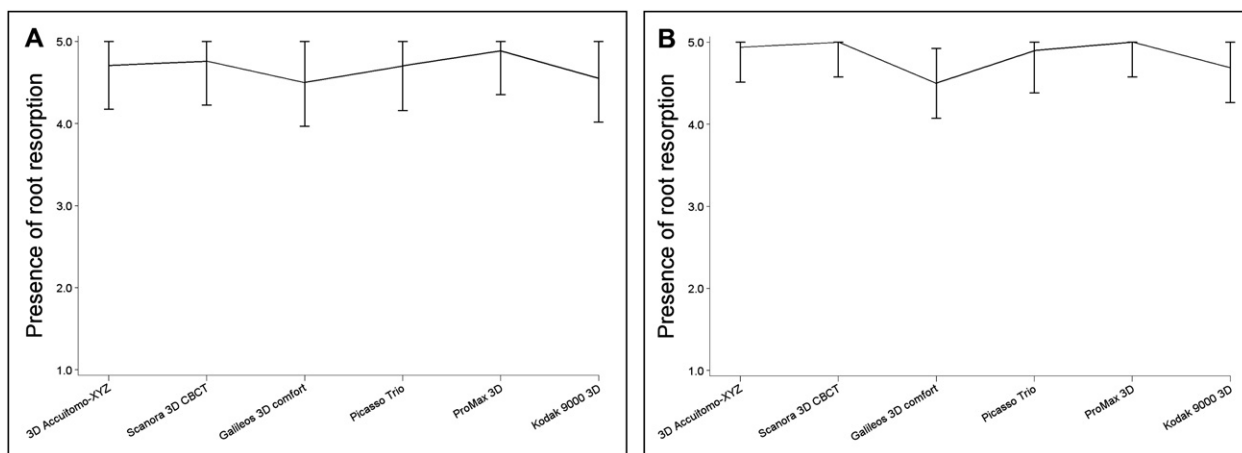 A
Presence of root resorption
5.0
4.0
3.0
2.0
1.0
3D Accuitomo-XYZ
Scanora 3D CBCT
Galileos 3D comfort
Picasso Trio
ProMax 3D
Kodak 9000 3D
B
Presence of root resorption
5.0
4.0
3.0
2.0
1.0
3D Accuitomo-XYZ
Scanora 3D CBCT
Galileos 3D comfort
Picasso Trio
ProMax 3D
Kodak 9000 3D